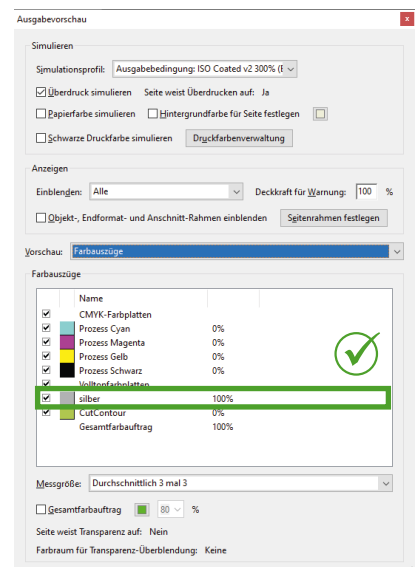 Ausgabevorschau
x
Simulieren
Simulationsprofil: Ausgabebedingung: ISO Coated v2 300% (E
Überdruck simulieren Seite weist Überdrucken auf: Ja
Papierfarbe simulieren Hintergrundfarbe für Seite festlegen
Schwarze Druckfarbe simulieren Druckfarbenverwaltung
Anzeigen
Einblenden: Alle Deckkraft für Warnung: 100 %
Objekt-, Endformat- und Anschnitt-Rahmen einblenden Seitenrahmen festlegen
Vorschau: Farbauszüge
Farbauszüge
Name
CMYK-Farbplatten
Prozess Cyan 0%
Prozess Magenta 0%
Prozess Gelb 0%
Prozess Schwarz 0%
Volltonfarbplatten
silber 100%
CutContour 0%
Gesamtfarbauftrag 100%
Messgröße: Durchschnittlich 3 mal 3
Gesamtfarbauftrag 80 %
Seite weist Transparenz auf: Nein
Farbraum für Transparenz-Überblendung: Keine